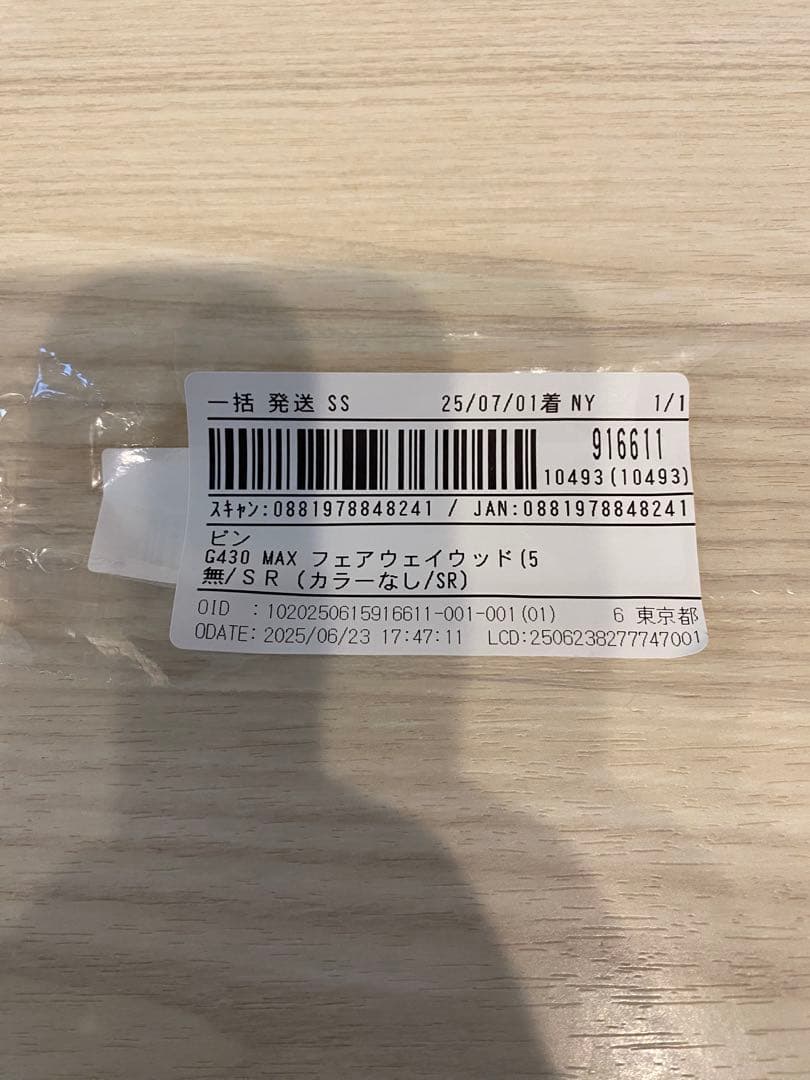 一括 発送 SS 25/07/01着 NY 1/1
916611
10493(10493)
スキャン:0881978848241 / JAN:0881978848241
ピン
G430 MAX フェアウェイウッド(5
無/ＳＲ (カラーなし/SR)
OID :1020250615916611-001-001(01) 6 東京都
ODATE:2025/06/23 17:47:11 LCD:2506238277747001